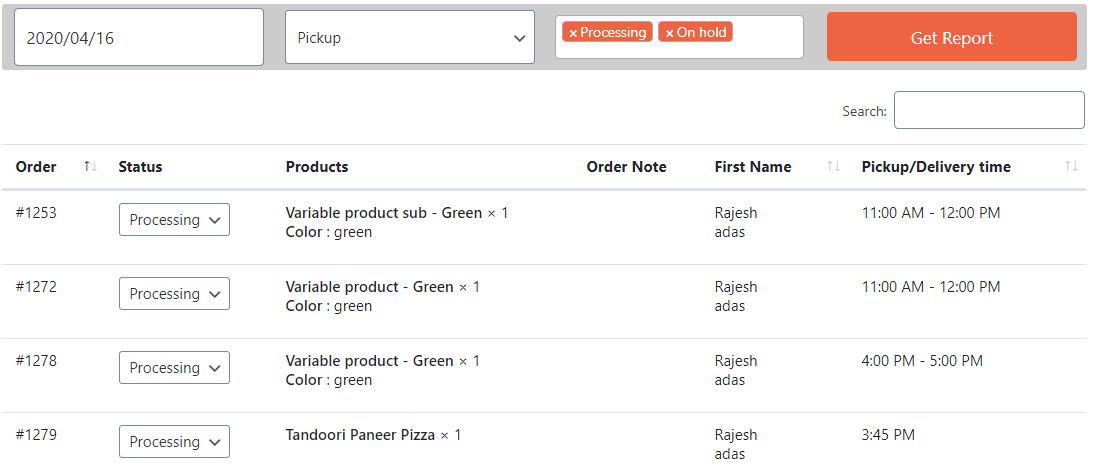 2020/04/16 Pickup ×Processing ×On hold Get Report
Search:
Order Status Products Order Note First Name Pickup/Delivery time
#1253 Processing Variable product sub - Green × 1 Rajesh 11:00 AM - 12:00 PM
Color : green adas
#1272 Processing Variable product - Green × 1 Rajesh 11:00 AM - 12:00 PM
Color : green adas
#1278 Processing Variable product - Green × 1 Rajesh 4:00 PM - 5:00 PM
Color : green adas
#1279 Processing Tandoori Paneer Pizza × 1 Rajesh 3:45 PM
adas